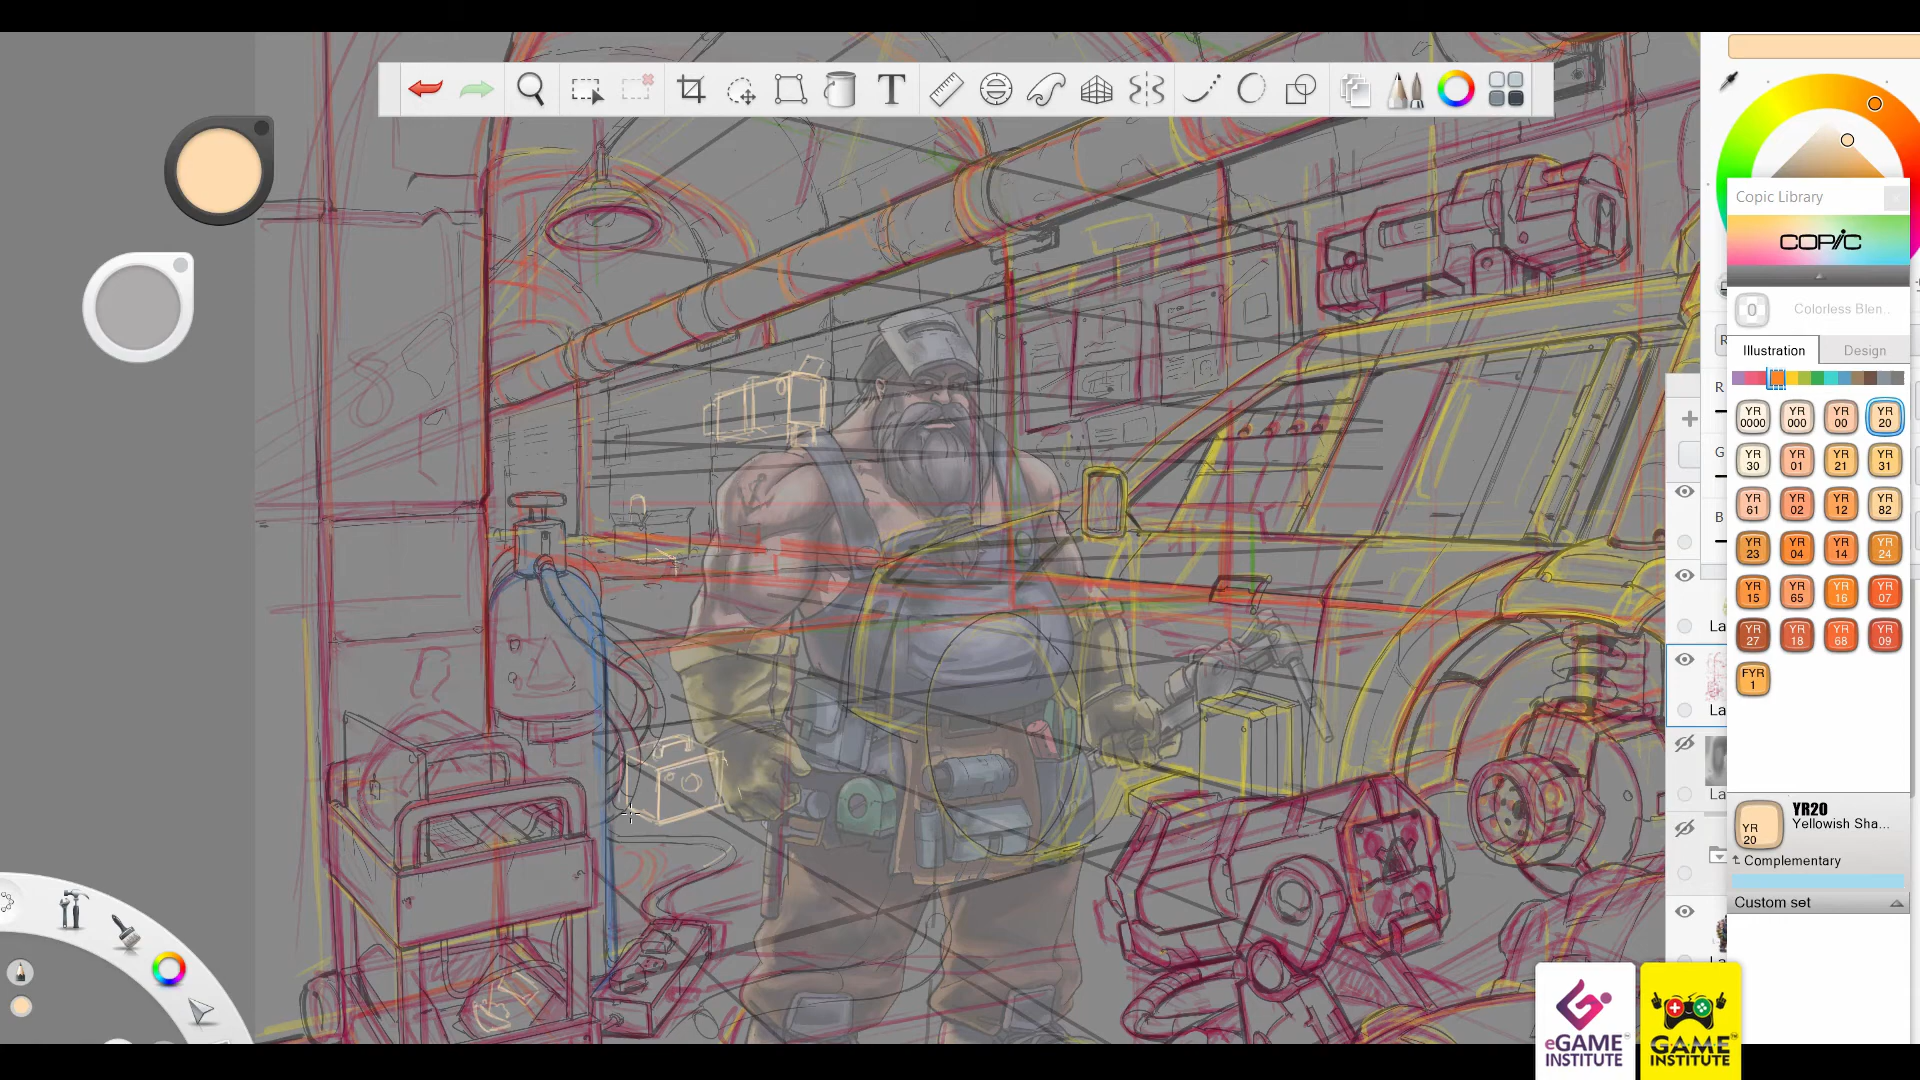 T
Copic Library
COPIC
0
Colorless Blen..
Illustration
Design
R
R
G
B
YR 0000
YR 000
YR 00
YR 20
YR 30
YR 01
YR 21
YR 31
YR 61
YR 02
YR 12
YR 82
YR 23
YR 04
YR 14
YR 24
YR 15
YR 65
YR 16
YR 07
YR 27
YR 18
YR 68
YR 09
FYR 1
La
La
La
YR 20
YR20
Yellowish Sha...
Complementary
Custom set
eGAME
INSTITUTE
GAME
INSTITUTE